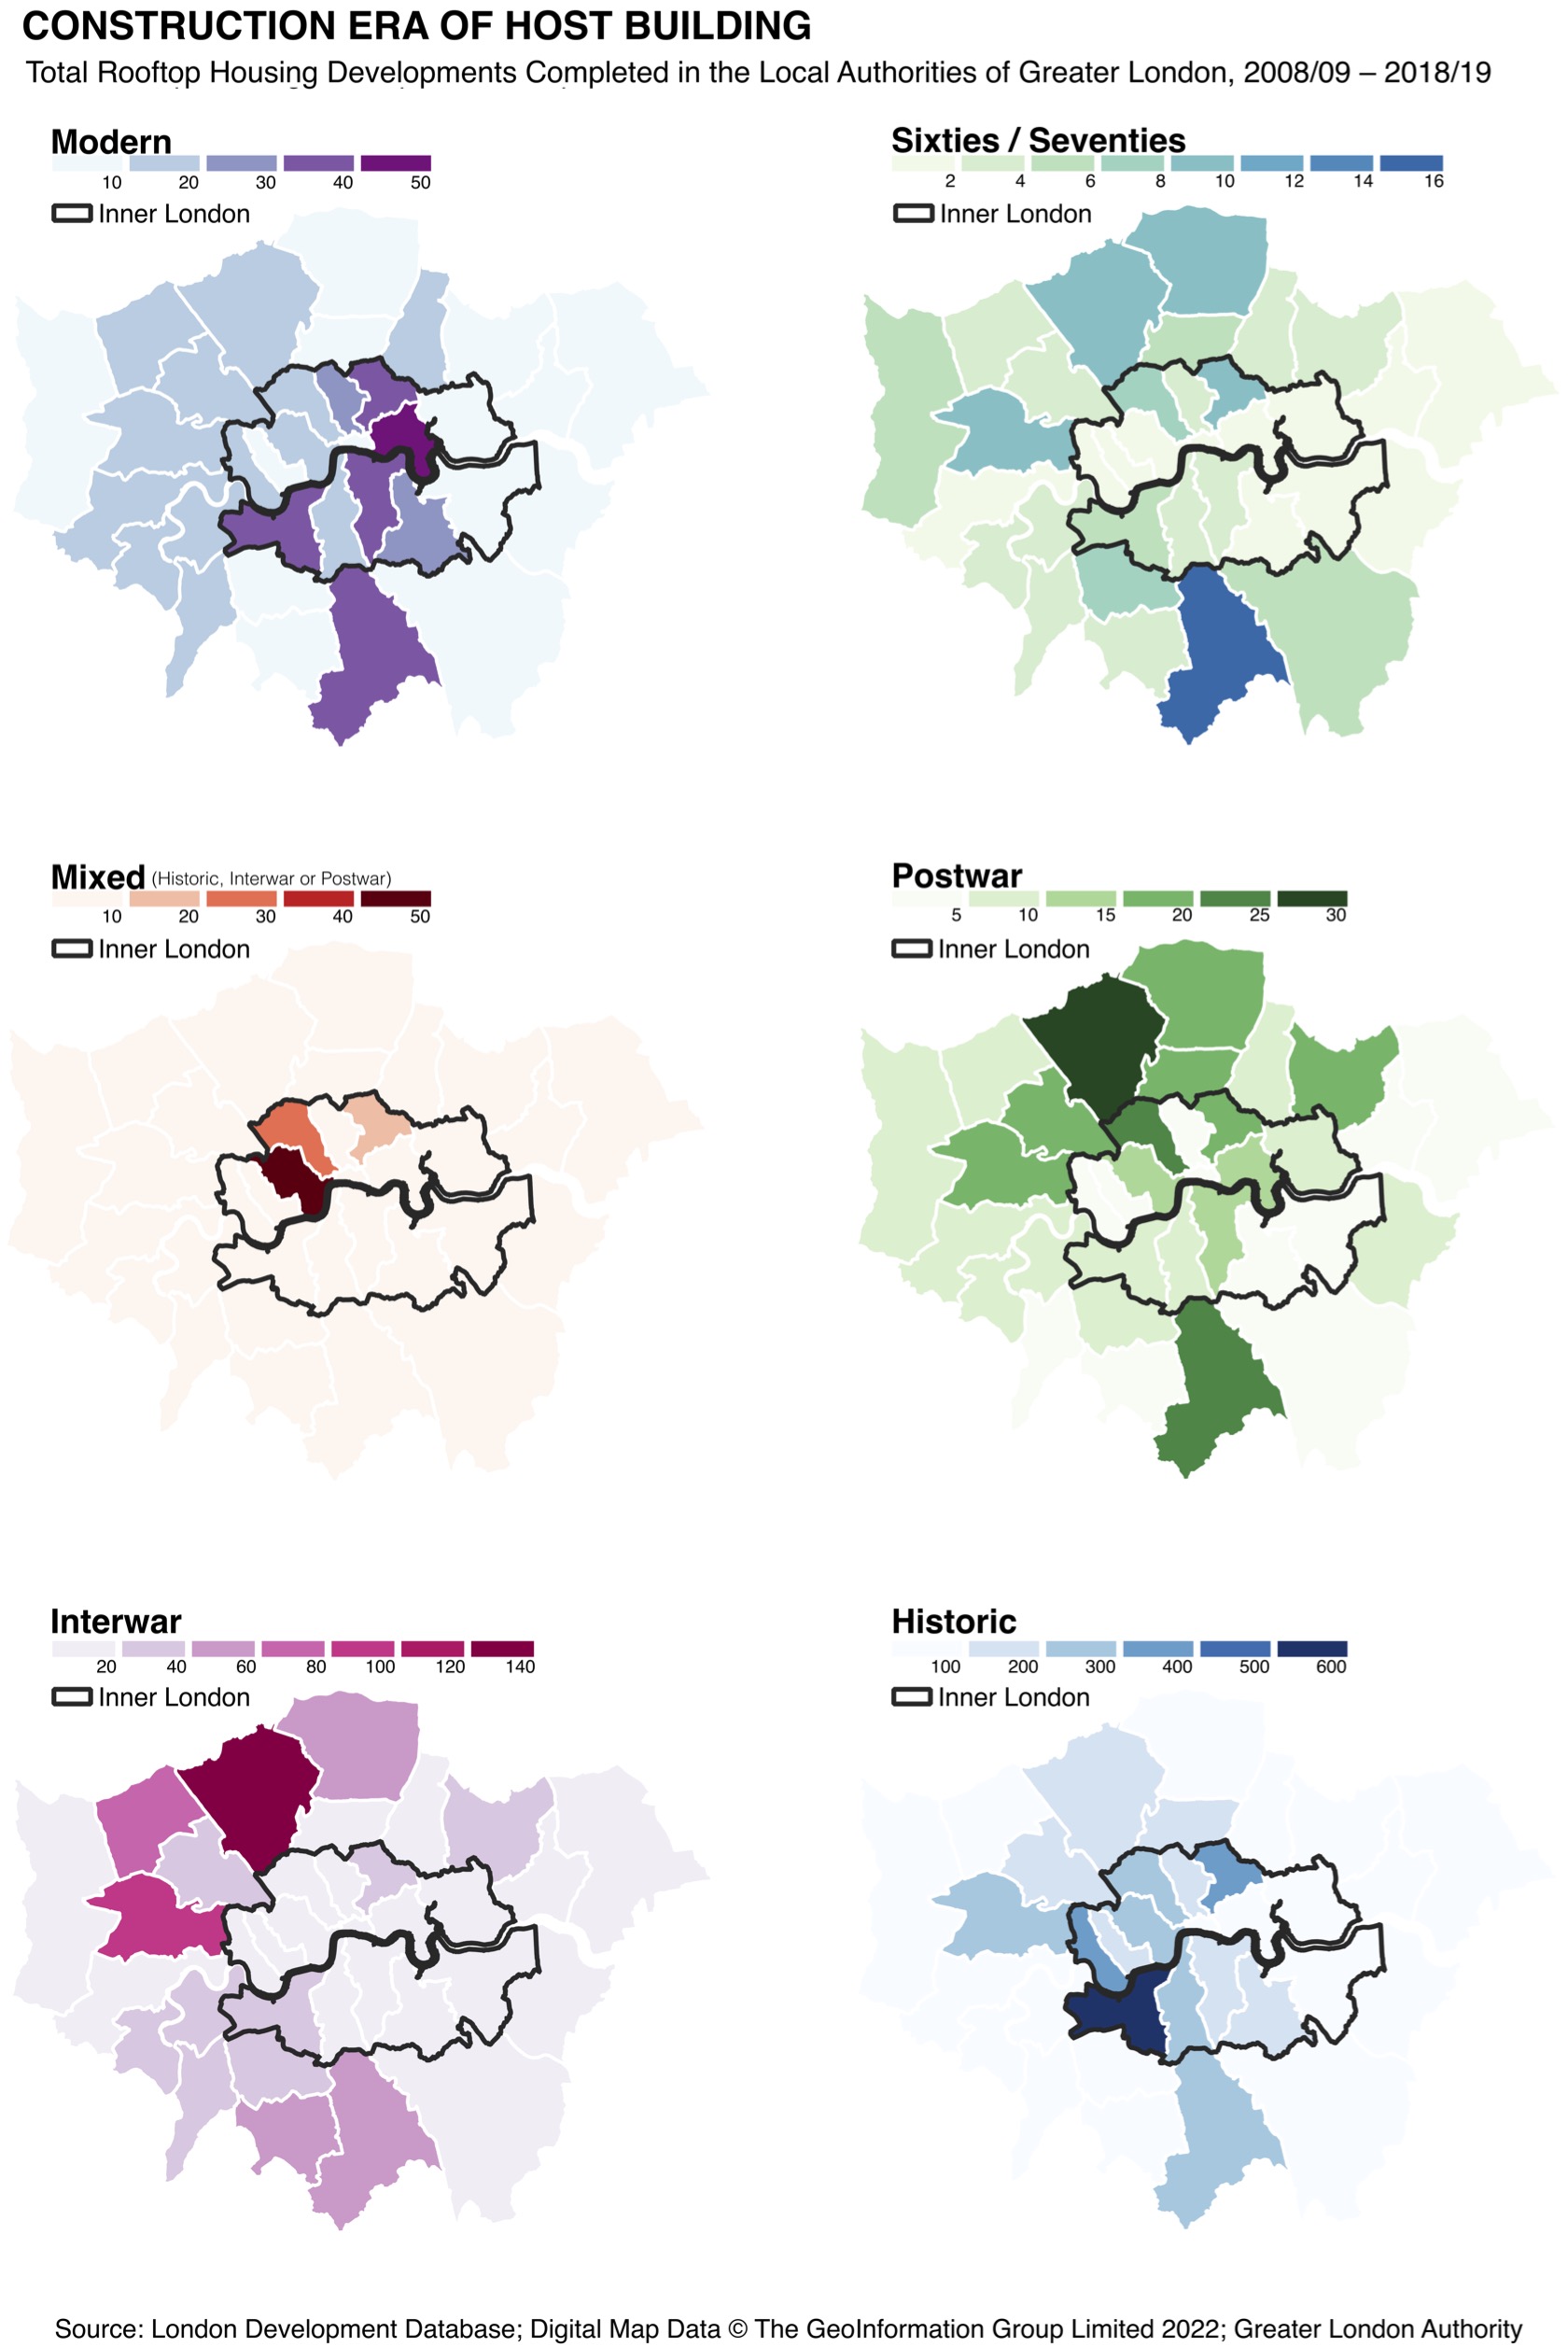 CONSTRUCTION ERA OF HOST BUILDING
Total Rooftop Housing Developments Completed in the Local Authorities of Greater London, 2008/09 – 2018/19
Modern
10 20 30 40 50
Inner London
Sixties / Seventies
2 4 6 8 10 12 14 16
Inner London
Mixed (Historic, Interwar or Postwar)
10 20 30 40 50
Inner London
Postwar
5 10 15 20 25 30
Inner London
Interwar
20 40 60 80 100 120 140
Inner London
Historic
100 200 300 400 500 600
Inner London
Source: London Development Database; Digital Map Data © The GeoInformation Group Limited 2022; Greater London Authority